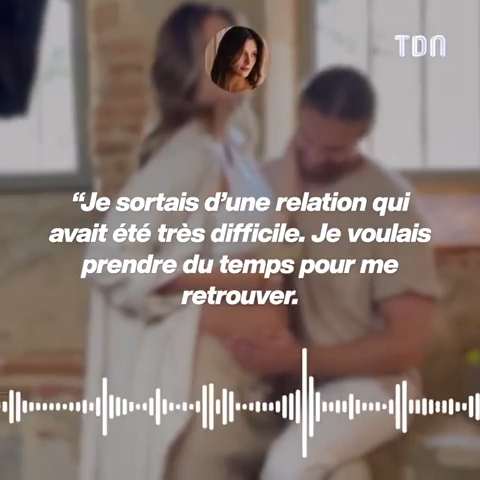 TDN
“Je sortais d’une relation qui
avait été très difficile. Je voulais
prendre du temps pour me
retrouver.